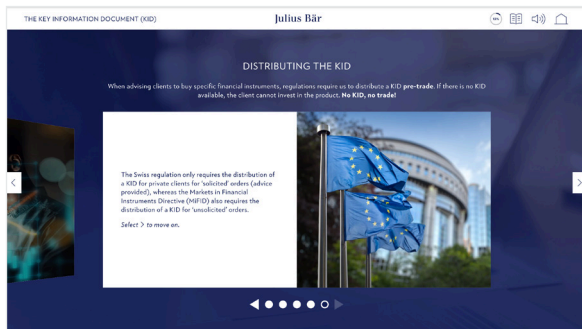 THE KEY INFORMATION DOCUMENT (KID)
Julius Bär
DISTRIBUTING THE KID
When advising clients to buy specific financial instruments, regulations require us to distribute a KID pre-trade. If there is no KID
available, the client cannot invest in the product. No KID, no trade!
The Swiss regulation only requires the distribution of
a KID for private clients for 'solicited' orders (advice
provided), whereas the Markets in Financial
Instruments Directive (MiFID) also requires the
distribution of a KID for 'unsolicited' orders.
Select > to move on.